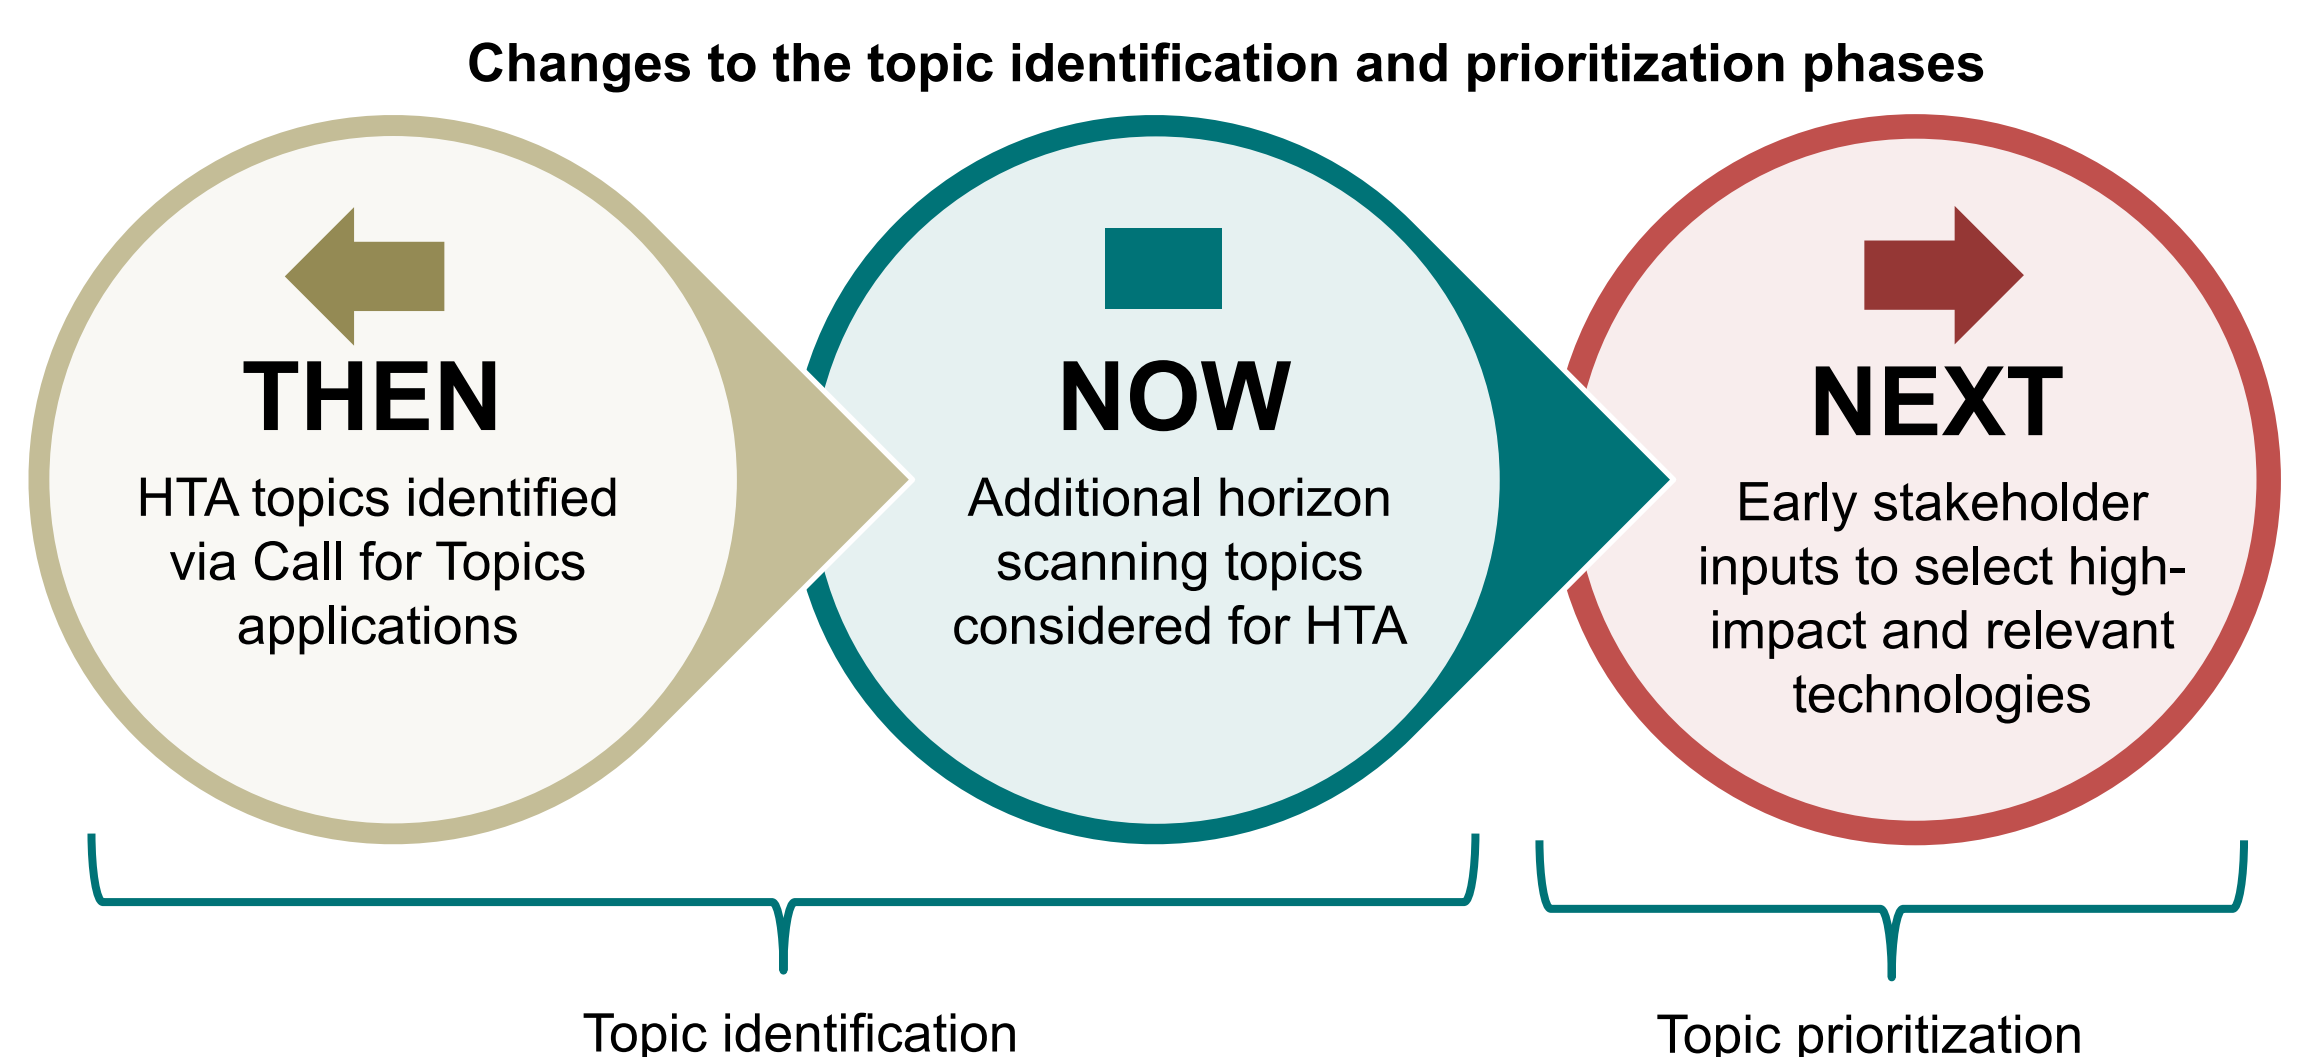 Changes to the topic identification and prioritization phases
THEN
HTA topics identified
via Call for Topics
applications
NOW
Additional horizon
scanning topics
considered for HTA
NEXT
Early stakeholder
inputs to select high-
impact and relevant
technologies
Topic identification
Topic prioritization